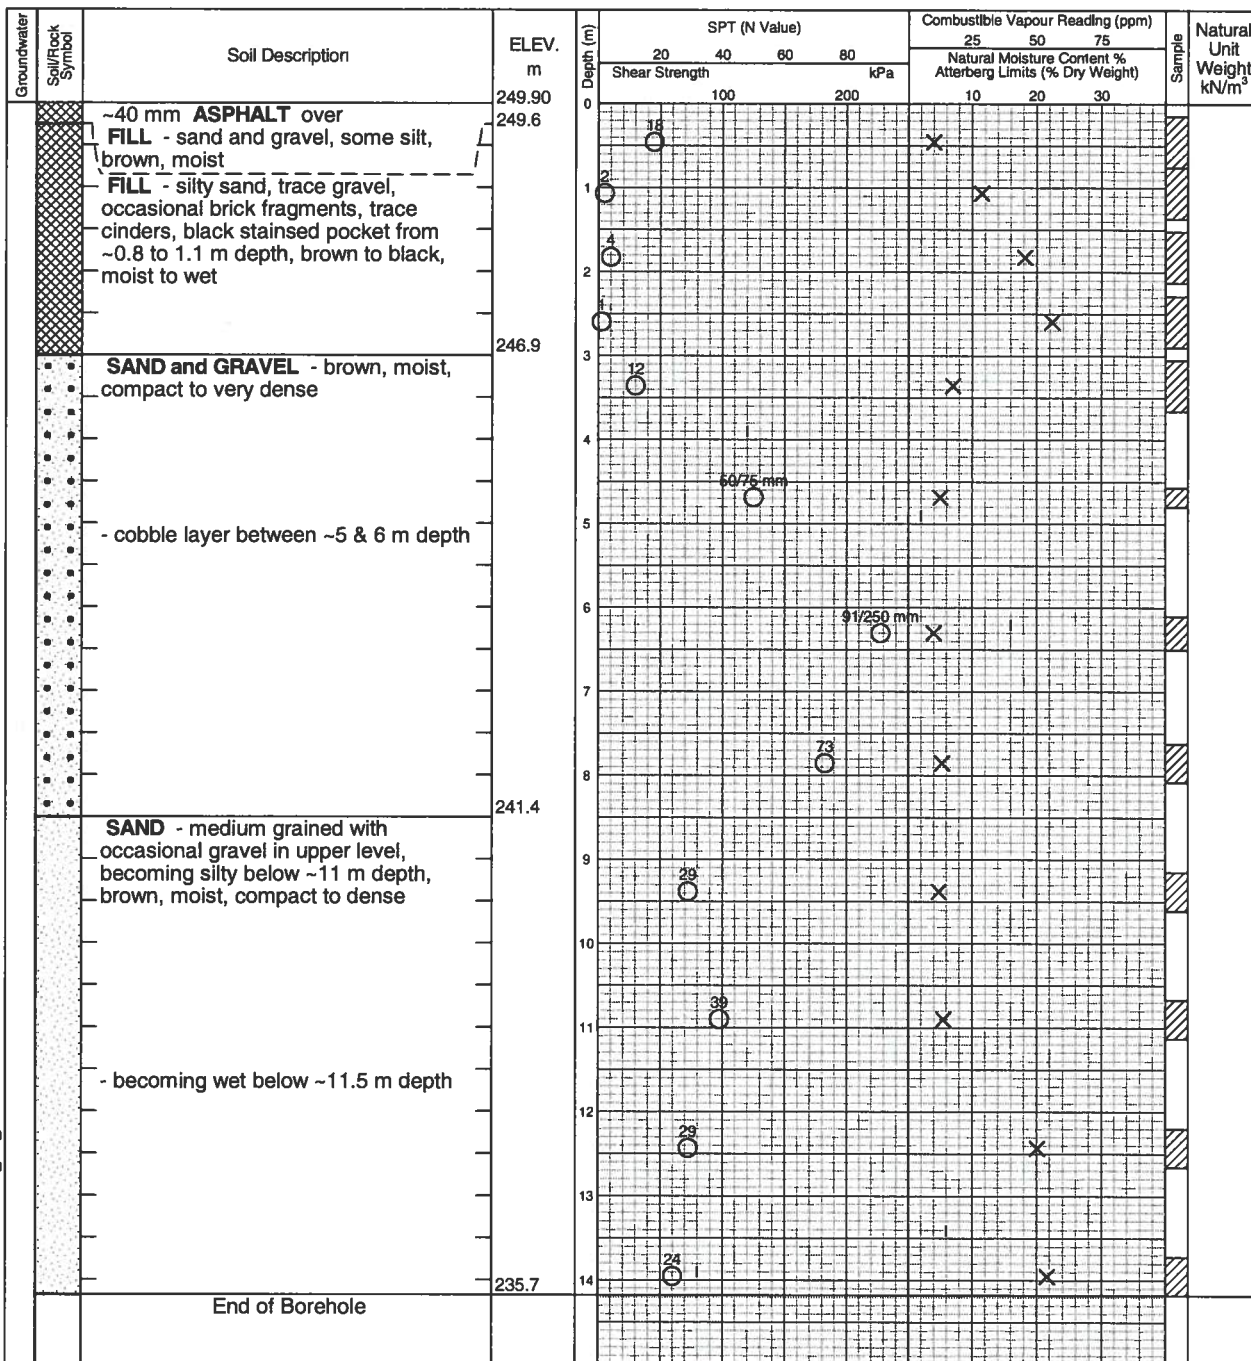 Groundwater
Soil/Rock
Symbol
Soil Description
ELEV.
m
Depth (m)
SPT (N Value)
20 40 60 80
Shear Strength kPa
100 200
Combustible Vapour Reading (ppm)
25 50 75
Natural Moisture Content %
Atterberg Limits (% Dry Weight)
10 20 30
Sample
Natural
Unit
Weight
kN/m³
249.90
0
~40 mm ASPHALT over
249.6
FILL - sand and gravel, some silt,
brown, moist
18
FILL - silty sand, trace gravel,
occasional brick fragments, trace
cinders, black stainsed pocket from
~0.8 to 1.1 m depth, brown to black,
moist to wet
2
1
4
2
1
246.9
3
SAND and GRAVEL - brown, moist,
compact to very dense
12
4
50/75 mm
5
- cobble layer between ~5 & 6 m depth
6
91/250 mm
7
73
8
241.4
SAND - medium grained with
occasional gravel in upper level,
becoming silty below ~11 m depth,
brown, moist, compact to dense
9
29
10
39
11
- becoming wet below ~11.5 m depth
12
29
13
24
14
235.7
End of Borehole